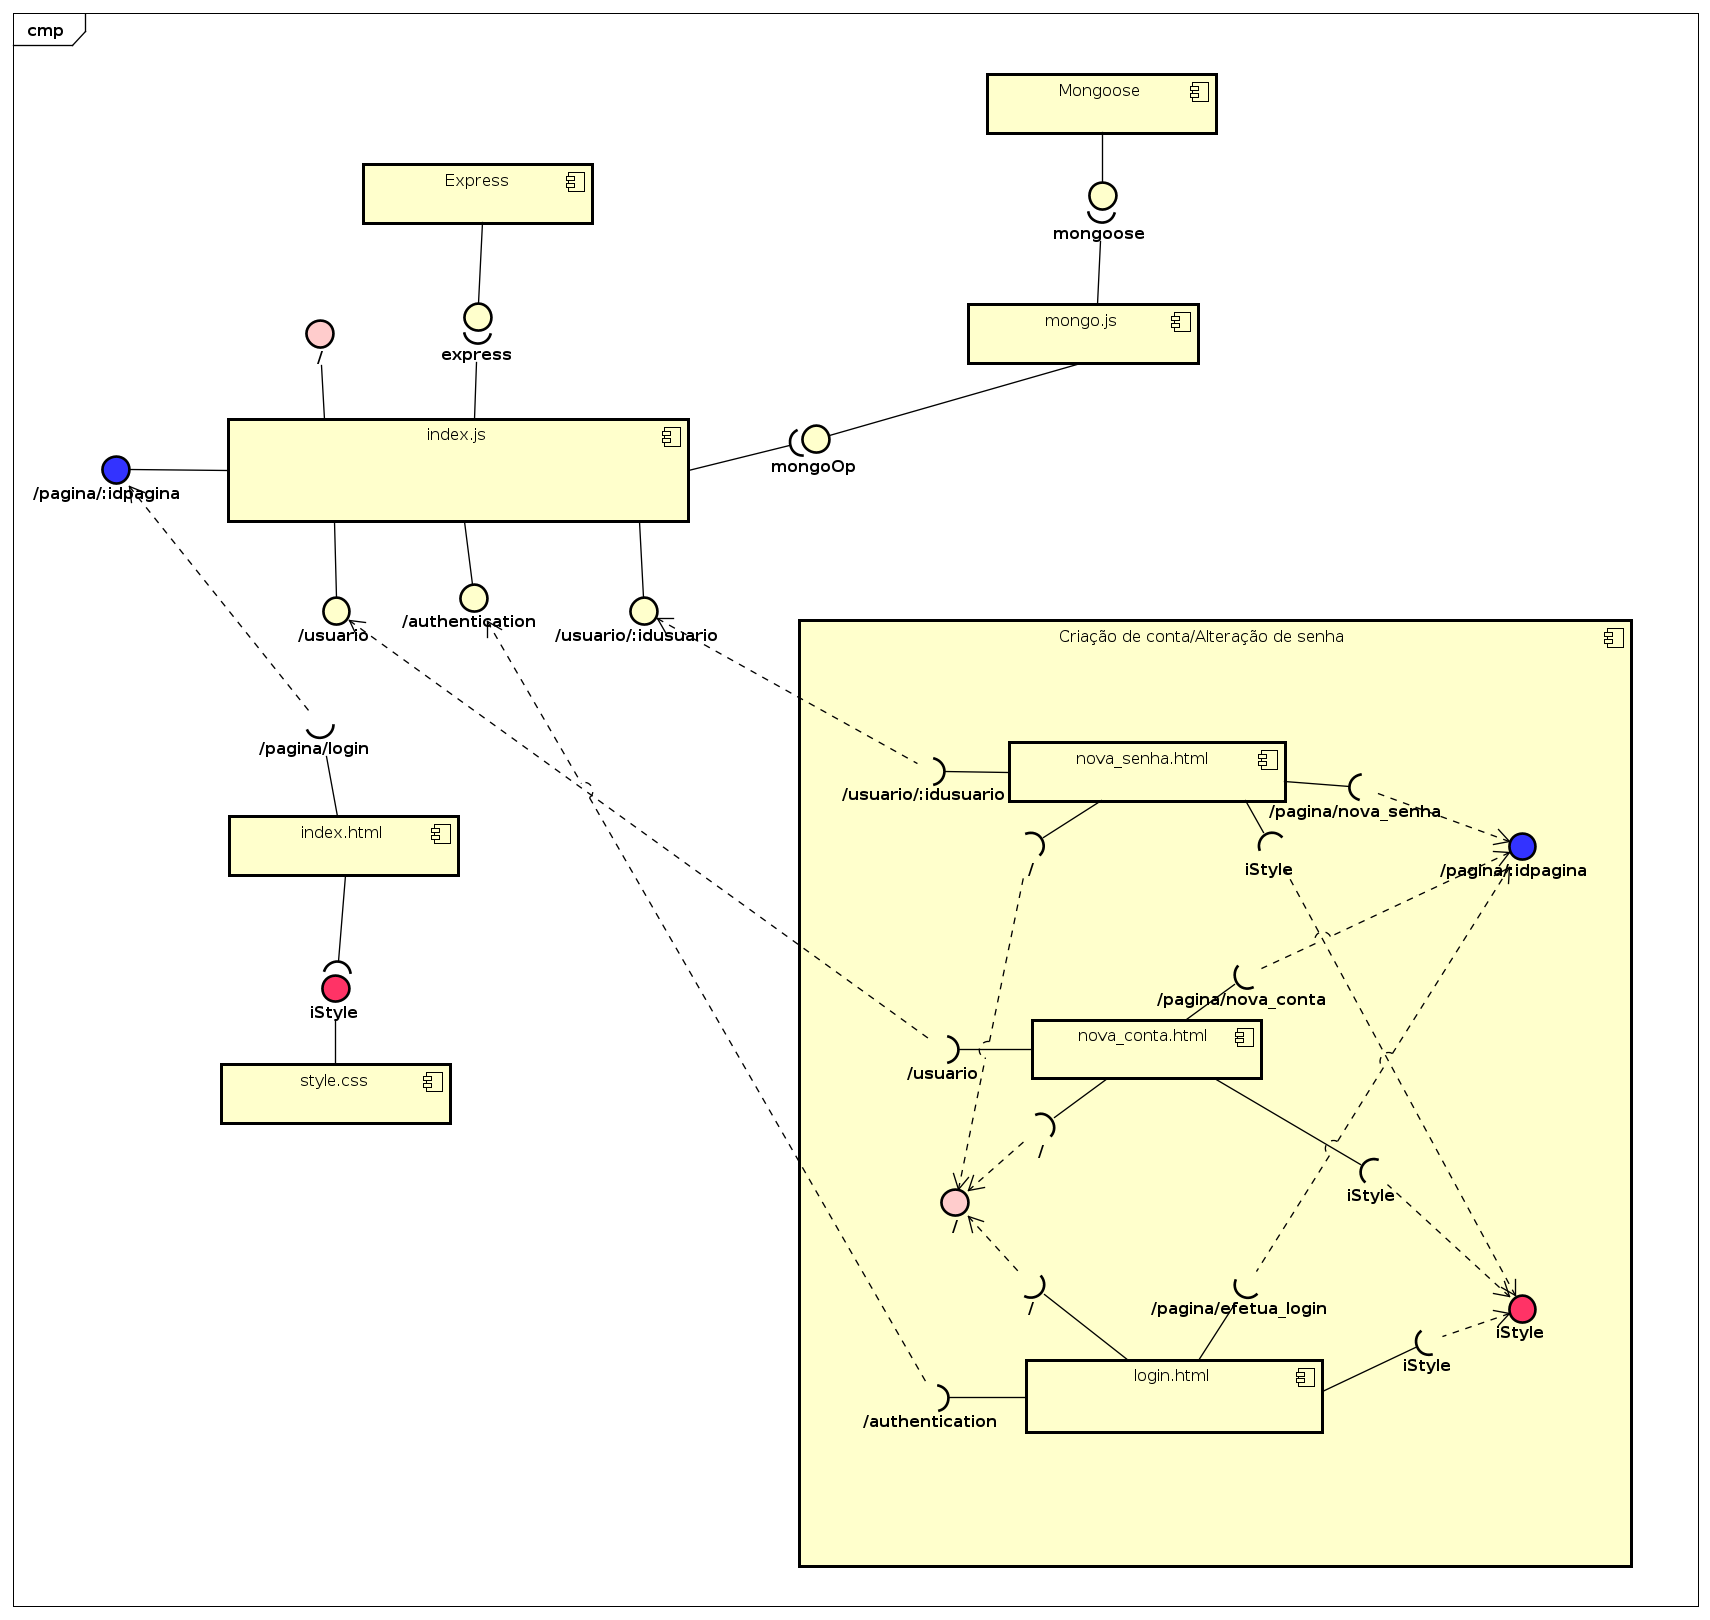 cmp
Mongoose
Express
mongoose
mongo.js
/
express
index.js
mongoOp
/pagina/:idpagina
/usuario
/authentication
/usuario/:idusuario
Criação de conta/Alteração de senha
/pagina/login
nova_senha.html
/usuario/:idusuario
/pagina/nova_senha
index.html
/
iStyle
/pagina/:idpagina
/pagina/nova_conta
iStyle
nova_conta.html
/usuario
style.css
/
iStyle
/
/
/pagina/efetua_login
iStyle
iStyle
login.html
/authentication